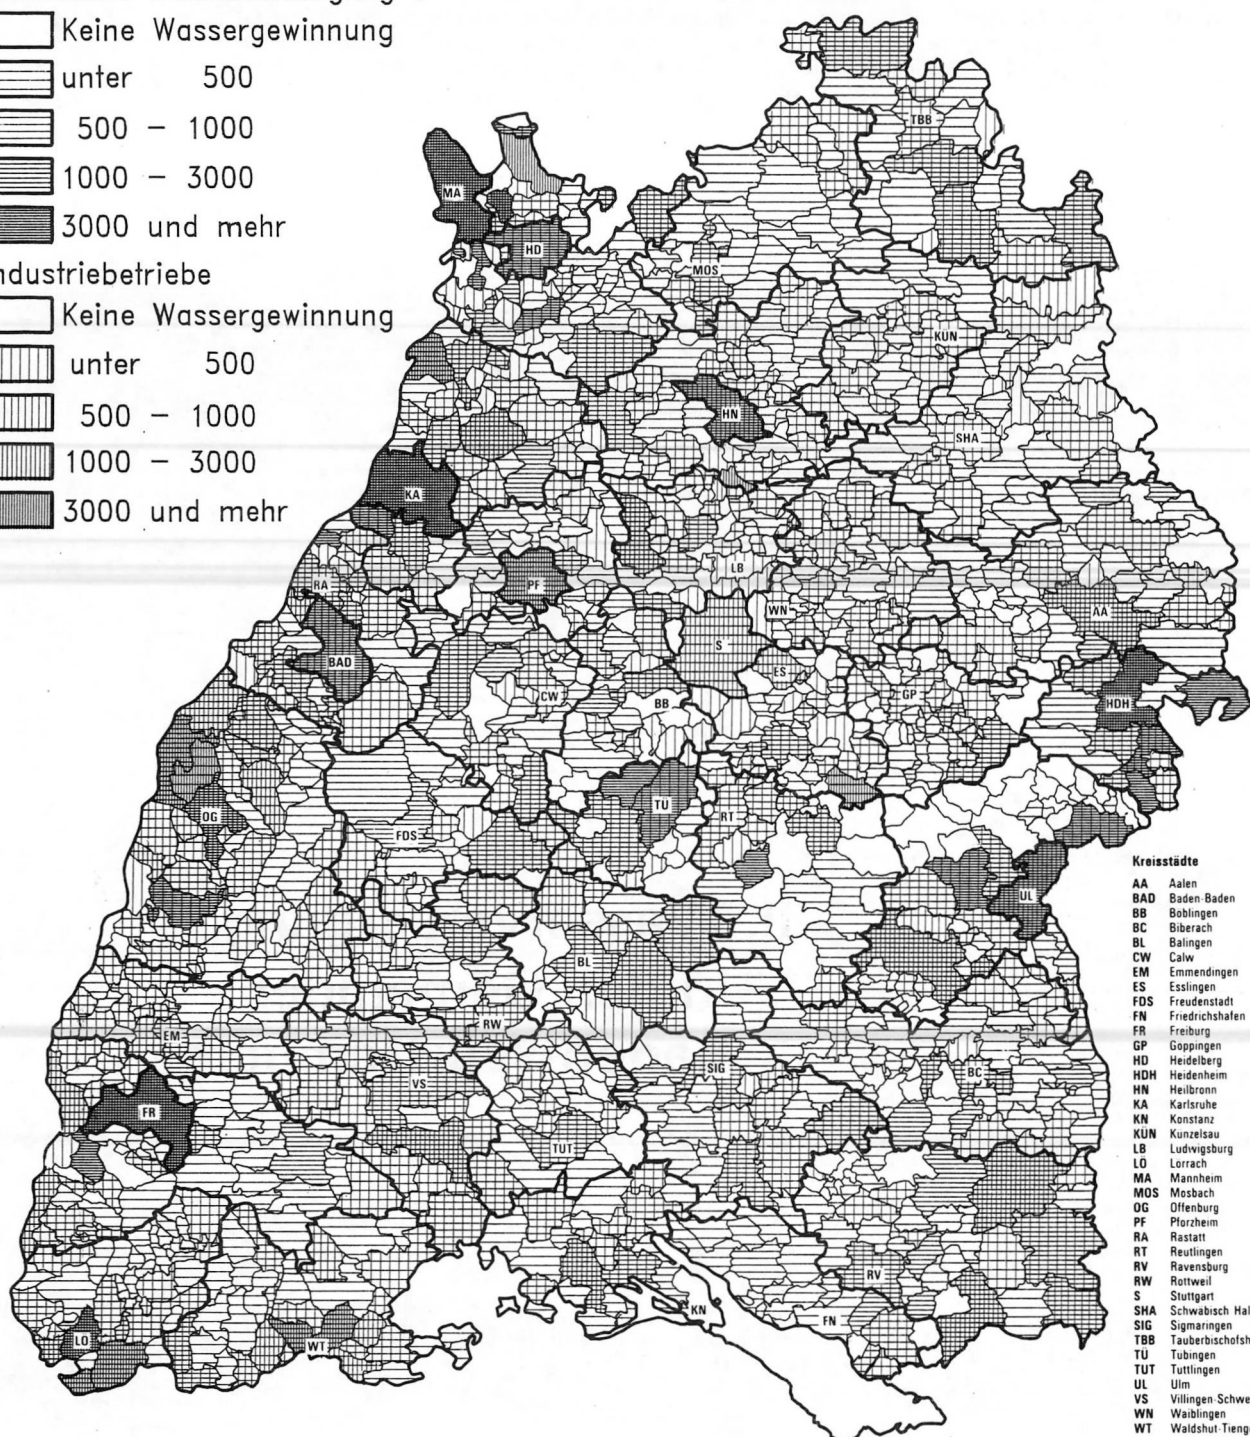 Keine Wassergewinnung
unter 500
500 – 1000
1000 – 3000
3000 und mehr
ndustriebetriebe
Keine Wassergewinnung
unter 500
500 – 1000
1000 – 3000
3000 und mehr
TBB
MA
HD
MOS
KÜN
HN
SHA
KA
PF
LB
RA
WN
AA
BAD
S
ES
CW
BB
GP
HDH
OG
TÜ
RT
FDS
UL
BL
EM
RW
VS
SIG
BC
FR
TUT
RV
KN
FN
LÖ
WT
Kreisstädte
AA Aalen
BAD Baden-Baden
BB Boblingen
BC Biberach
BL Balingen
CW Calw
EM Emmendingen
ES Esslingen
FDS Freudenstadt
FN Friedrichshafen
FR Freiburg
GP Goppingen
HD Heidelberg
HDH Heidenheim
HN Heilbronn
KA Karlsruhe
KN Konstanz
KÜN Kunzelsau
LB Ludwigsburg
LÖ Lorrach
MA Mannheim
MOS Mosbach
OG Offenburg
PF Pforzheim
RA Rastatt
RT Reutlingen
RV Ravensburg
RW Rottweil
S Stuttgart
SHA Schwäbisch Hal
SIG Sigmaringen
TBB Tauberbischofsh
TÜ Tubingen
TUT Tuttlingen
UL Ulm
VS Villingen-Schwe
WN Waiblingen
WT Waldshut-Tieng